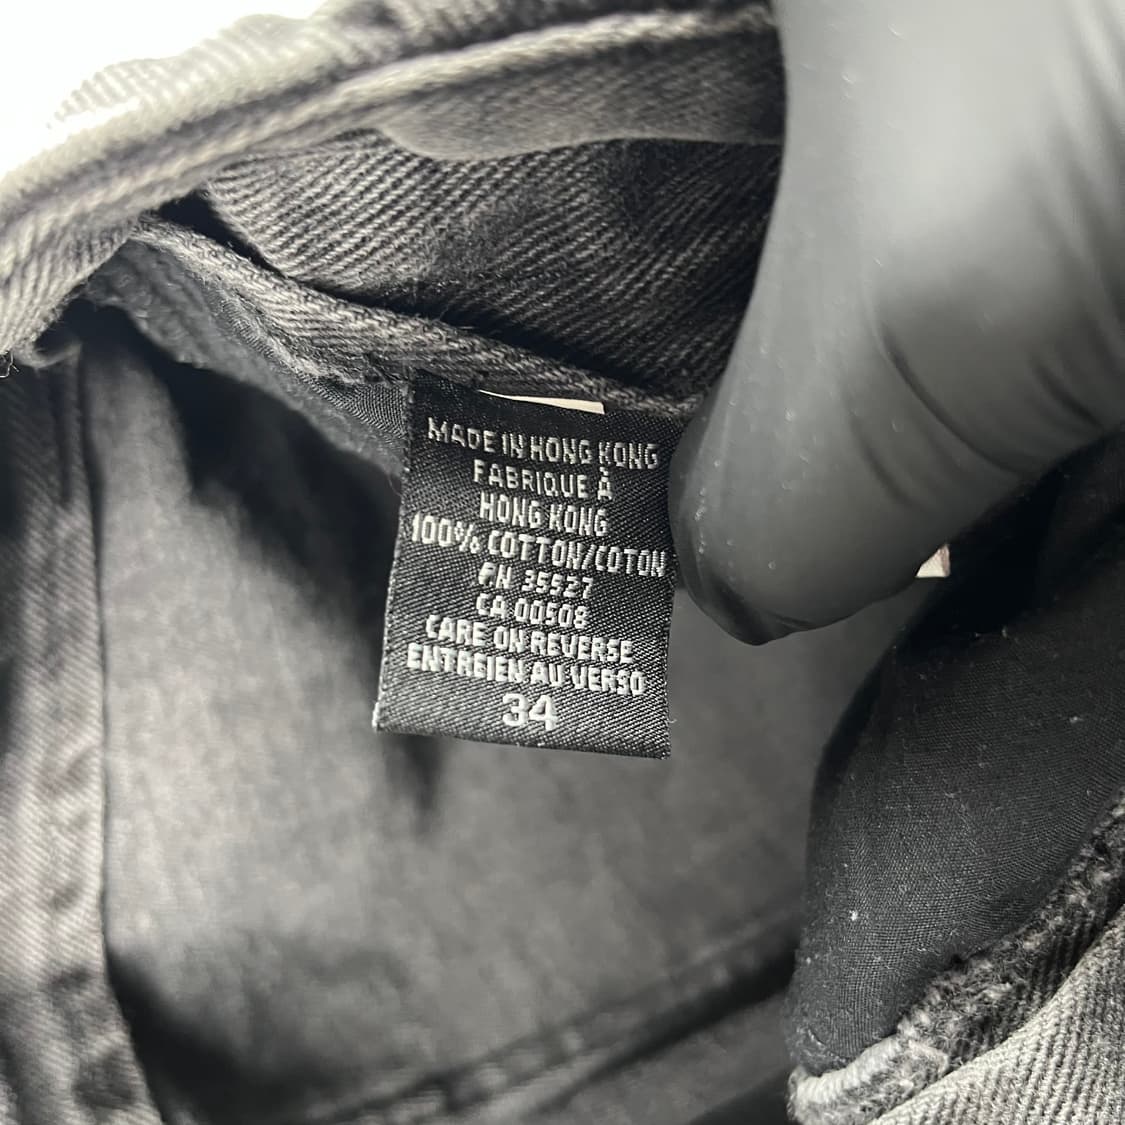 MADE IN HONG KONG
FABRIQUE À
HONG KONG
100% COTTON/COTON
RN 35527
CA 00508
CARE ON REVERSE
ENTREIEN AU VERSO
34